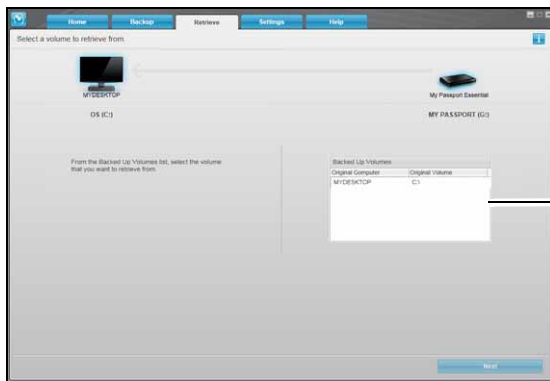 Home Backup Retrieve Settings Help
Select a volume to retrieve from.
MYDESKTOP
My Passport Essential
OS (C:)
MY PASSPORT (G:)
From the Backed Up Volumes list, select the volume
that you want to retrieve from.
Backed Up Volumes
Original Computer Original Volume
MYDESKTOP C:\
Next